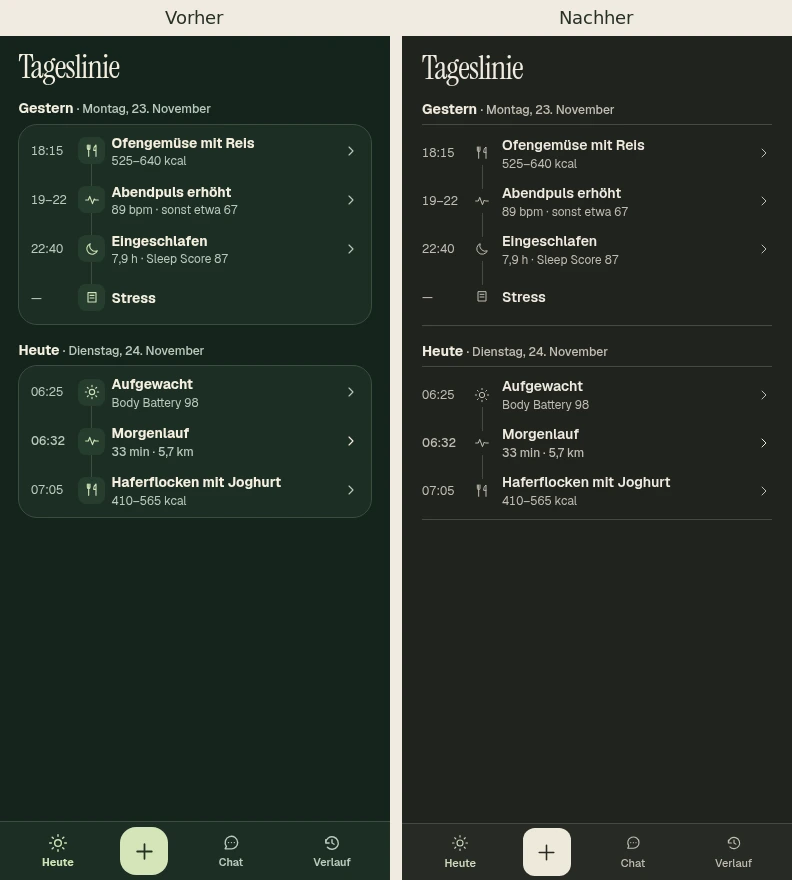 Vorher
Tageslinie
Gestern · Montag, 23. November
18:15 Ofengemüse mit Reis
525–640 kcal
19–22 Abendpuls erhöht
89 bpm · sonst etwa 67
22:40 Eingeschlafen
7,9 h · Sleep Score 87
— Stress
Heute · Dienstag, 24. November
06:25 Aufgewacht
Body Battery 98
06:32 Morgenlauf
33 min · 5,7 km
07:05 Haferflocken mit Joghurt
410–565 kcal
Heute
Chat
Verlauf
Nachher
Tageslinie
Gestern · Montag, 23. November
18:15 Ofengemüse mit Reis
525–640 kcal
19–22 Abendpuls erhöht
89 bpm · sonst etwa 67
22:40 Eingeschlafen
7,9 h · Sleep Score 87
— Stress
Heute · Dienstag, 24. November
06:25 Aufgewacht
Body Battery 98
06:32 Morgenlauf
33 min · 5,7 km
07:05 Haferflocken mit Joghurt
410–565 kcal
Heute
Chat
Verlauf